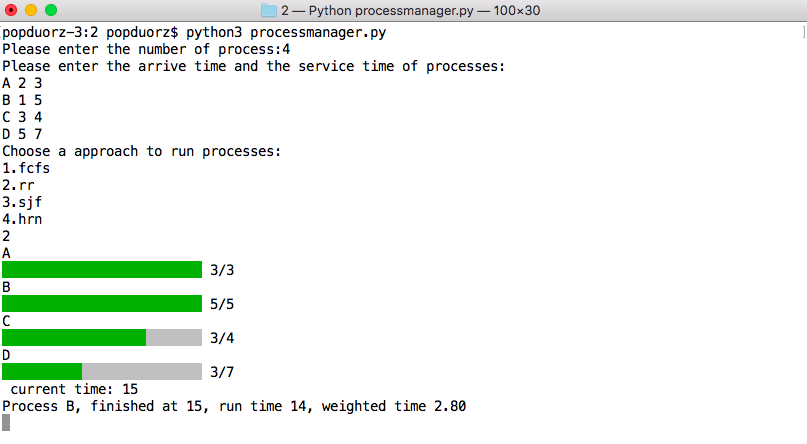 2 — Python processmanager.py — 100×30
popduorz-3:2 popduorz$ python3 processmanager.py
Please enter the number of process:4
Please enter the arrive time and the service time of processes:
A 2 3
B 1 5
C 3 4
D 5 7
Choose a approach to run processes:
1.fcfs
2.rr
3.sjf
4.hrn
2
A
3/3
B
5/5
C
3/4
D
3/7
current time: 15
Process B, finished at 15, run time 14, weighted time 2.80